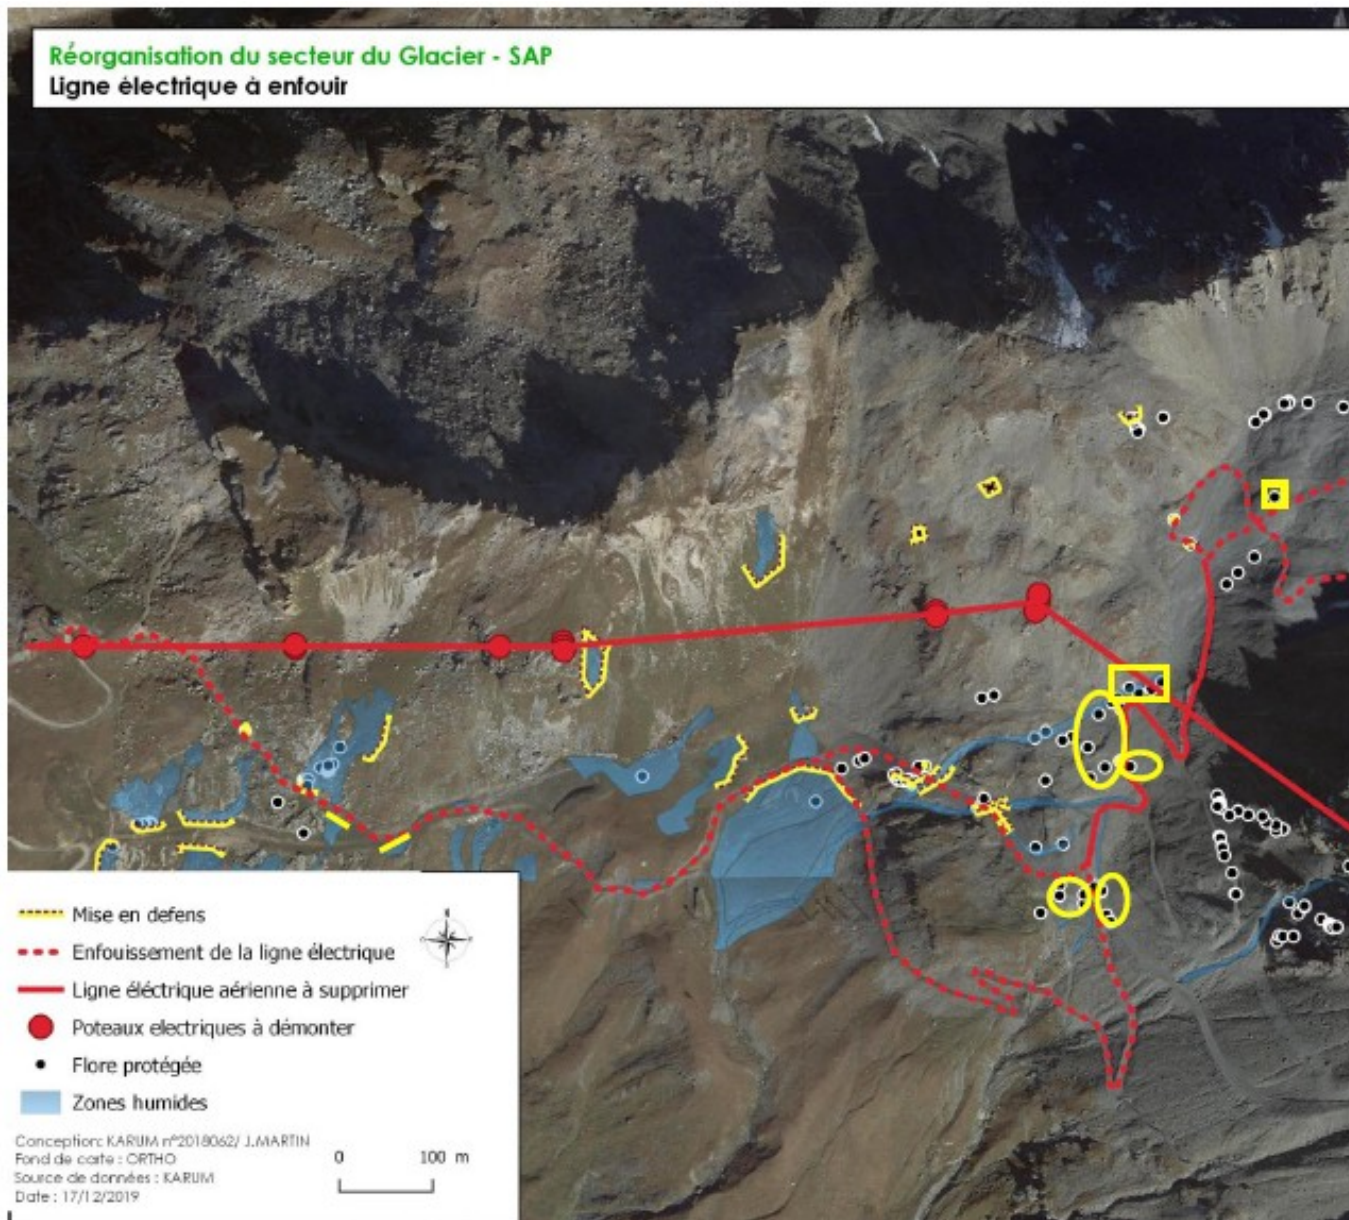 Réorganisation du secteur du Glacier - SAP
Ligne électrique à enfouir
Mise en defens
Enfouissement de la ligne électrique
Ligne éléctrique aérienne à supprimer
Poteaux electriques à démonter
Flore protégée
Zones humides
N
Conception: KARUM n°2018062/ J.MARTIN
Fond de carte : ORTHO
Source de données : KARUM
Date : 17/12/2019
0 100 m